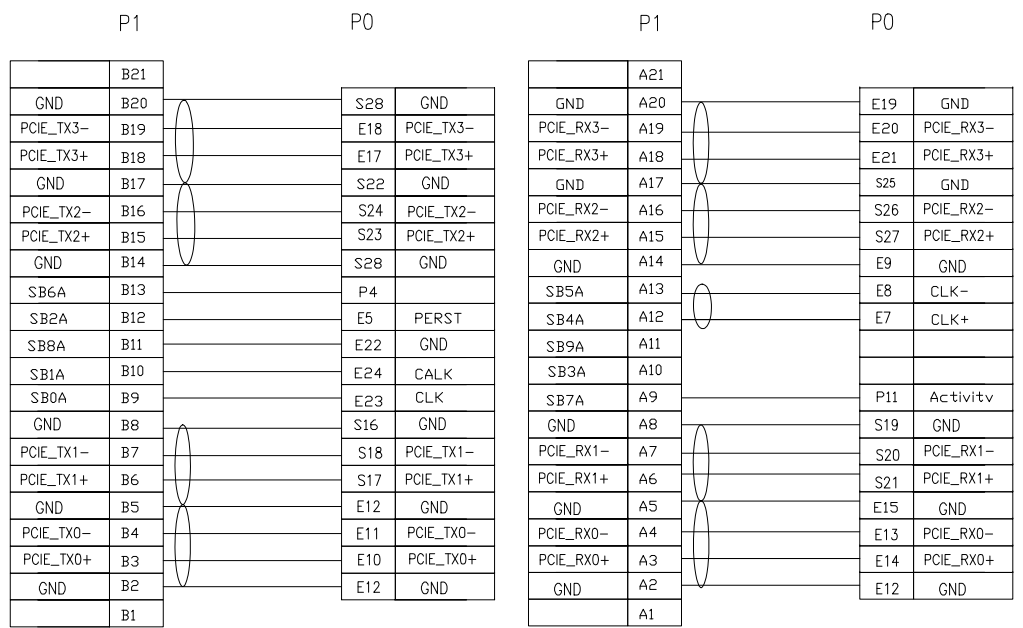 P1 P0 P1 P0
B21 A21
GND B20 S28 GND GND A20 E19 GND
PCIE_TX3- B19 E18 PCIE_TX3- PCIE_RX3- A19 E20 PCIE_RX3-
PCIE_TX3+ B18 E17 PCIE_TX3+ PCIE_RX3+ A18 E21 PCIE_RX3+
GND B17 S22 GND GND A17 S25 GND
PCIE_TX2- B16 S24 PCIE_TX2- PCIE_RX2- A16 S26 PCIE_RX2-
PCIE_TX2+ B15 S23 PCIE_TX2+ PCIE_RX2+ A15 S27 PCIE_RX2+
GND B14 S28 GND GND A14 E9 GND
SB6A B13 P4 SB5A A13 E8 CLK-
SB2A B12 E5 PERST SB4A A12 E7 CLK+
SB8A B11 E22 GND SB9A A11
SB1A B10 E24 CALK SB3A A10
SB0A B9 E23 CLK SB7A A9 P11 Activitv
GND B8 S16 GND GND A8 S19 GND
PCIE_TX1- B7 S18 PCIE_TX1- PCIE_RX1- A7 S20 PCIE_RX1-
PCIE_TX1+ B6 S17 PCIE_TX1+ PCIE_RX1+ A6 S21 PCIE_RX1+
GND B5 E12 GND GND A5 E15 GND
PCIE_TX0- B4 E11 PCIE_TX0- PCIE_RX0- A4 E13 PCIE_RX0-
PCIE_TX0+ B3 E10 PCIE_TX0+ PCIE_RX0+ A3 E14 PCIE_RX0+
GND B2 E12 GND GND A2 E12 GND
B1 A1